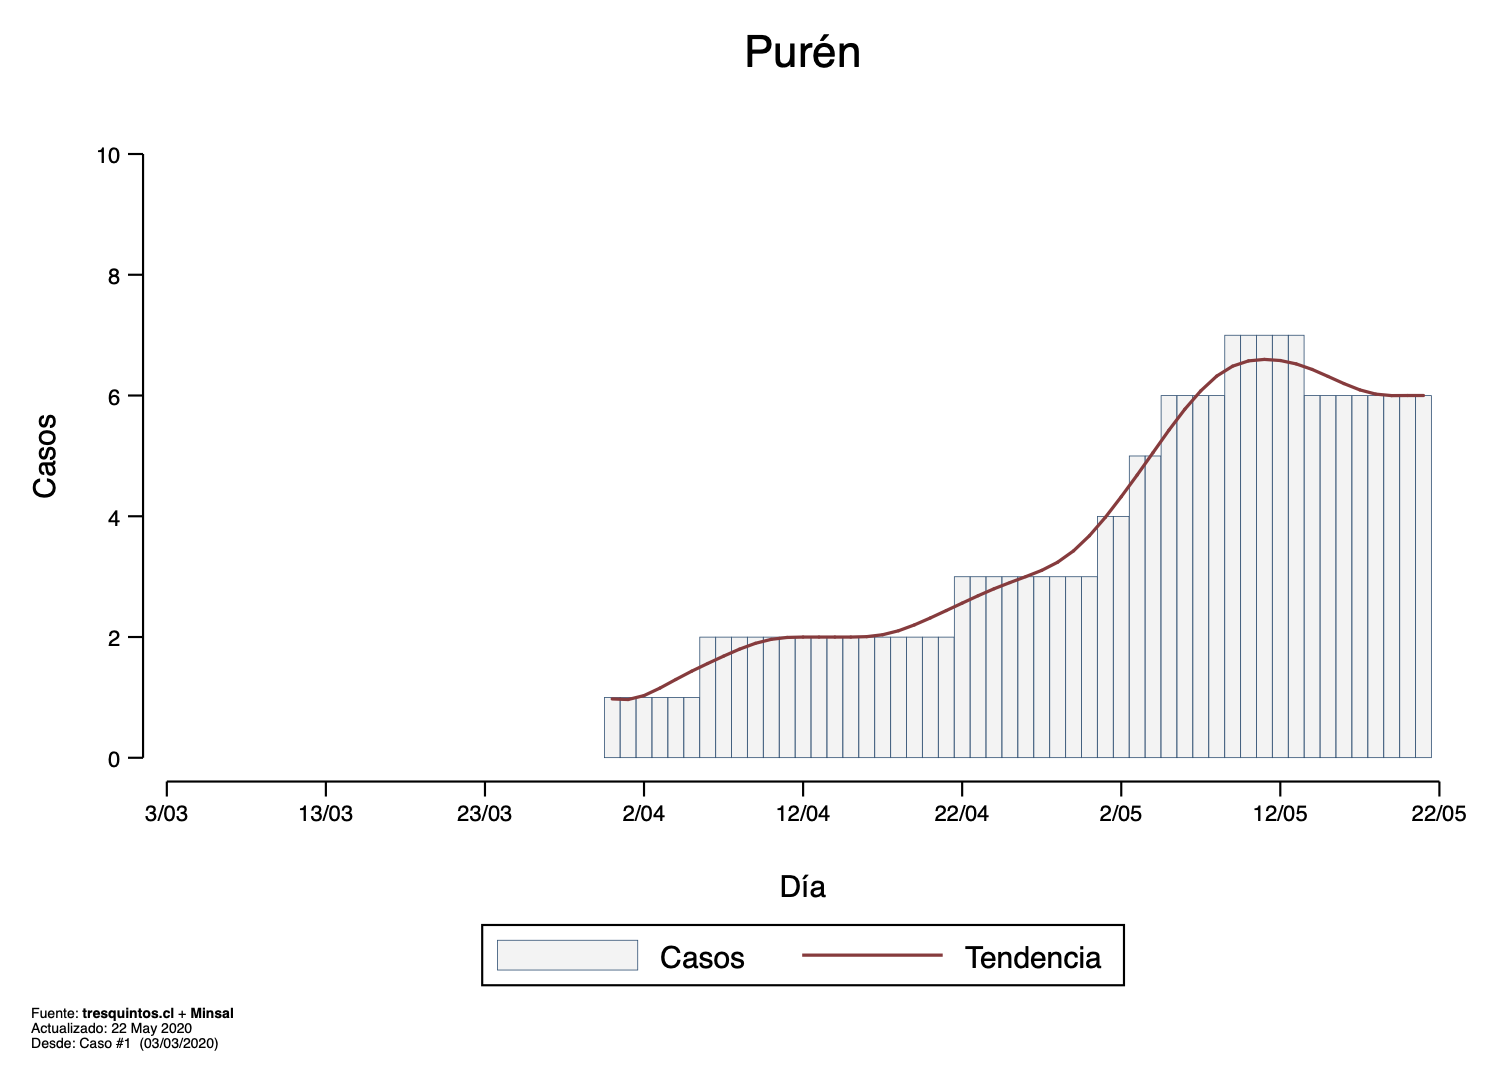 Purén
10
8
6
4
2
0
Casos
3/03 13/03 23/03 2/04 12/04 22/04 2/05 12/05 22/05
Día
Casos Tendencia
Fuente: tresquintos.cl + Minsal
Actualizado: 22 May 2020
Desde: Caso #1 (03/03/2020)